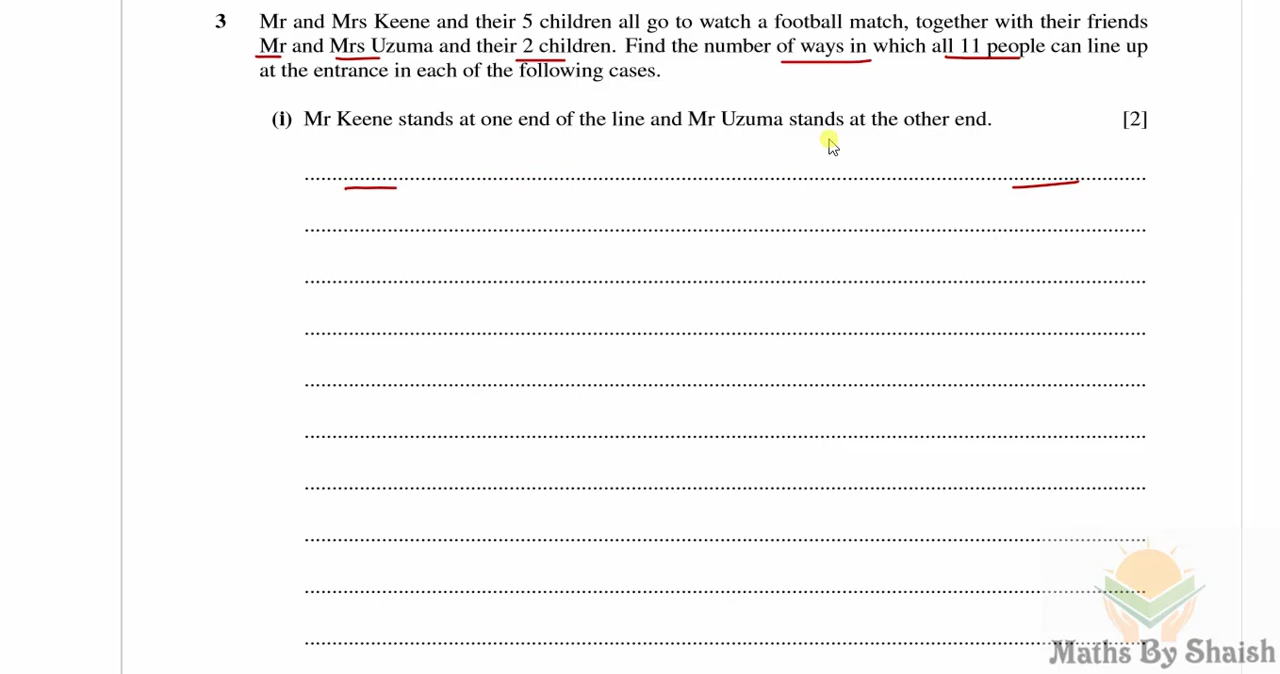 3 Mr and Mrs Keene and their 5 children all go to watch a football match, together with their friends
Mr and Mrs Uzuma and their 2 children. Find the number of ways in which all 11 people can line up
at the entrance in each of the following cases.
(i) Mr Keene stands at one end of the line and Mr Uzuma stands at the other end. [2]
Maths By Shaish